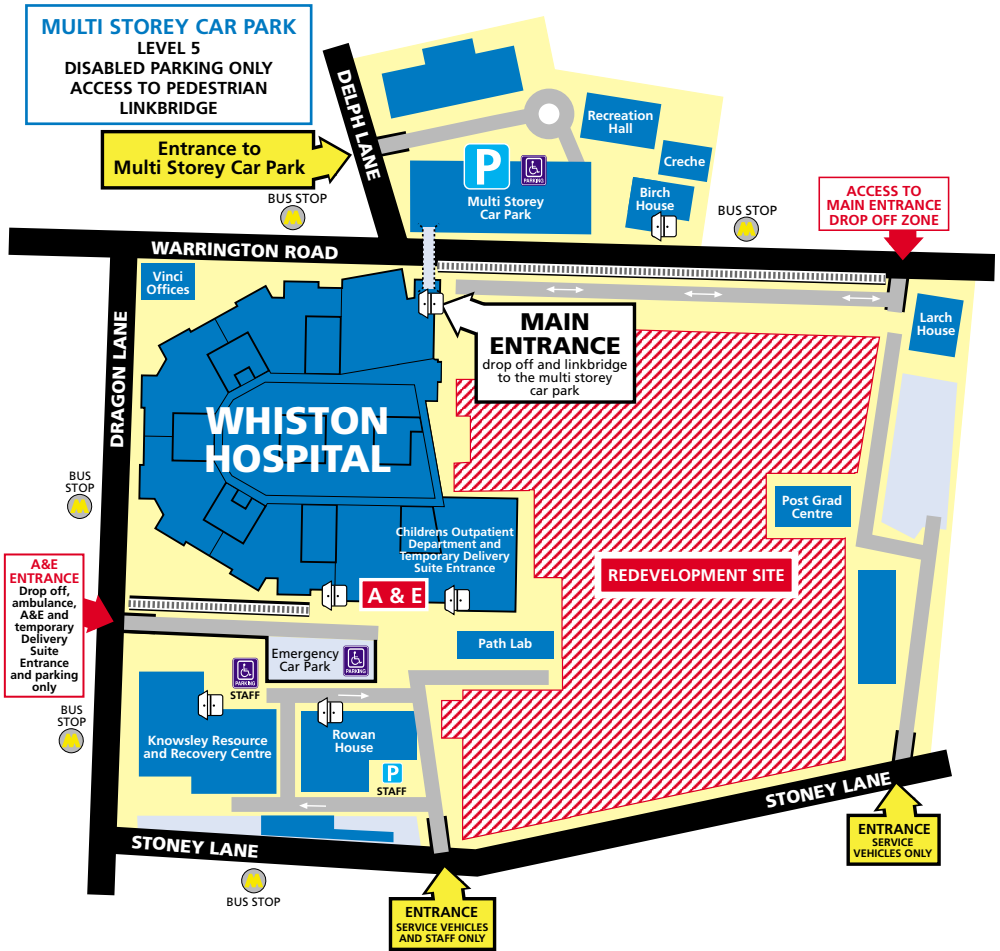 MULTI STOREY CAR PARK
LEVEL 5
DISABLED PARKING ONLY
ACCESS TO PEDESTRIAN
LINKBRIDGE
Entrance to
Multi Storey Car Park
DELPH LANE
Recreation
Hall
Creche
P
PARKING
Multi Storey
Car Park
Birch
House
BUS STOP
BUS STOP
ACCESS TO
MAIN ENTRANCE
DROP OFF ZONE
WARRINGTON ROAD
Vinci
Offices
MAIN
ENTRANCE
drop off and linkbridge
to the multi storey
car park
Larch
House
DRAGON LANE
WHISTON
HOSPITAL
BUS
STOP
Post Grad
Centre
Childrens Outpatient
Department and
Temporary Delivery
Suite Entrance
A&E
ENTRANCE
Drop off,
ambulance,
A&E and
temporary
Delivery
Suite
Entrance
and parking
only
A & E
REDEVELOPMENT SITE
Path Lab
Emergency
Car Park
PARKING
PARKING
STAFF
BUS
STOP
Knowsley Resource
and Recovery Centre
Rowan
House
P
STAFF
STONEY LANE
STONEY LANE
ENTRANCE
SERVICE
VEHICLES ONLY
BUS STOP
ENTRANCE
SERVICE VEHICLES
AND STAFF ONLY